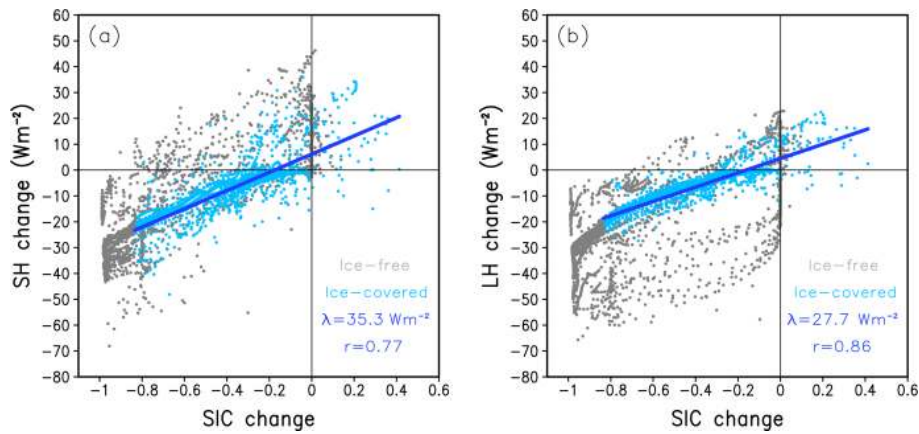 (a)
SH change (Wm⁻²)
60
50
40
30
20
10
0
−10
−20
−30
−40
−50
−60
−70
−80
Ice−free
Ice−covered
λ=35.3 Wm⁻²
r=0.77
−1 −0.8 −0.6 −0.4 −0.2 0 0.2 0.4 0.6
SIC change
(b)
LH change (Wm⁻²)
60
50
40
30
20
10
0
−10
−20
−30
−40
−50
−60
−70
−80
Ice−free
Ice−covered
λ=27.7 Wm⁻²
r=0.86
−1 −0.8 −0.6 −0.4 −0.2 0 0.2 0.4 0.6
SIC change